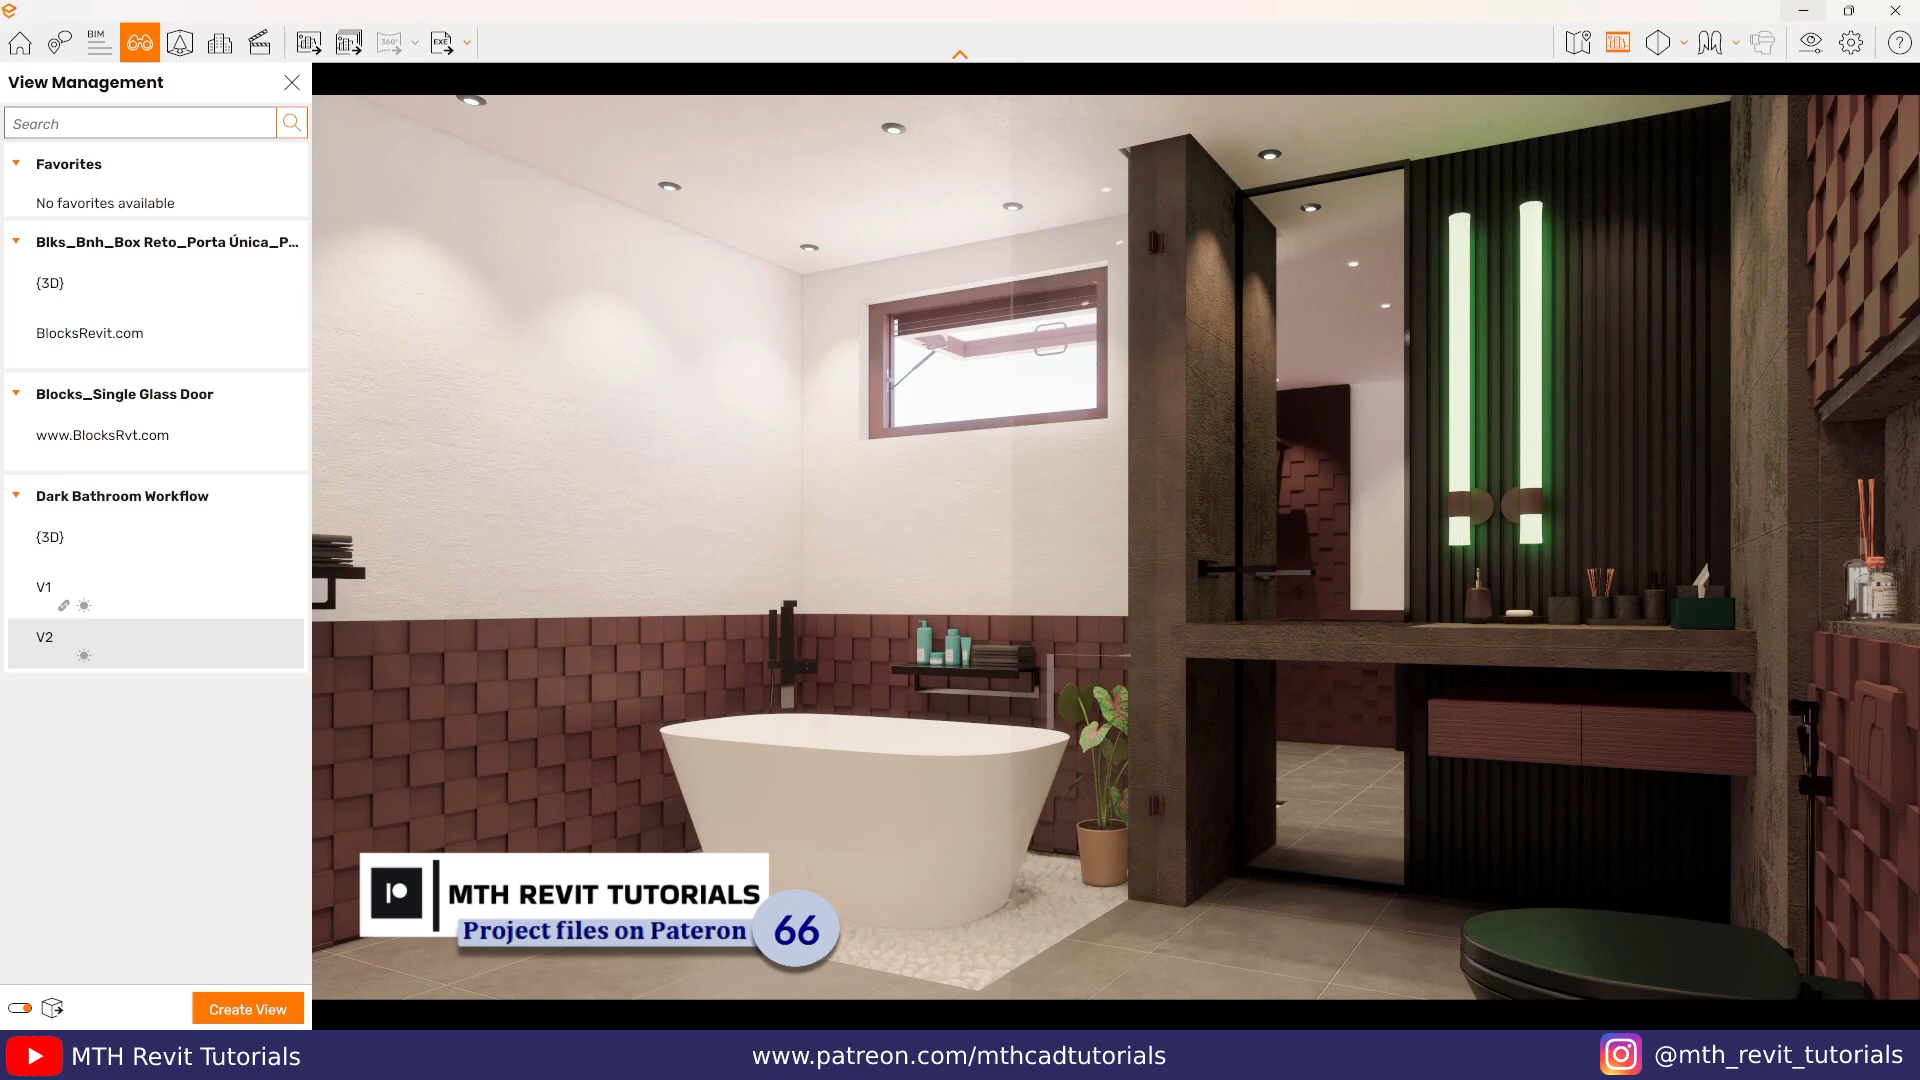 BIM
360°
EXE
View Management
Search
Favorites
No favorites available
Blks_Bnh_Box Reto_Porta Única_P...
{3D}
BlocksRevit.com
Blocks_Single Glass Door
www.BlocksRvt.com
Dark Bathroom Workflow
{3D}
V1
V2
Create View
MTH REVIT TUTORIALS
Project files on Pateron
66
MTH Revit Tutorials
www.patreon.com/mthcadtutorials
@mth_revit_tutorials